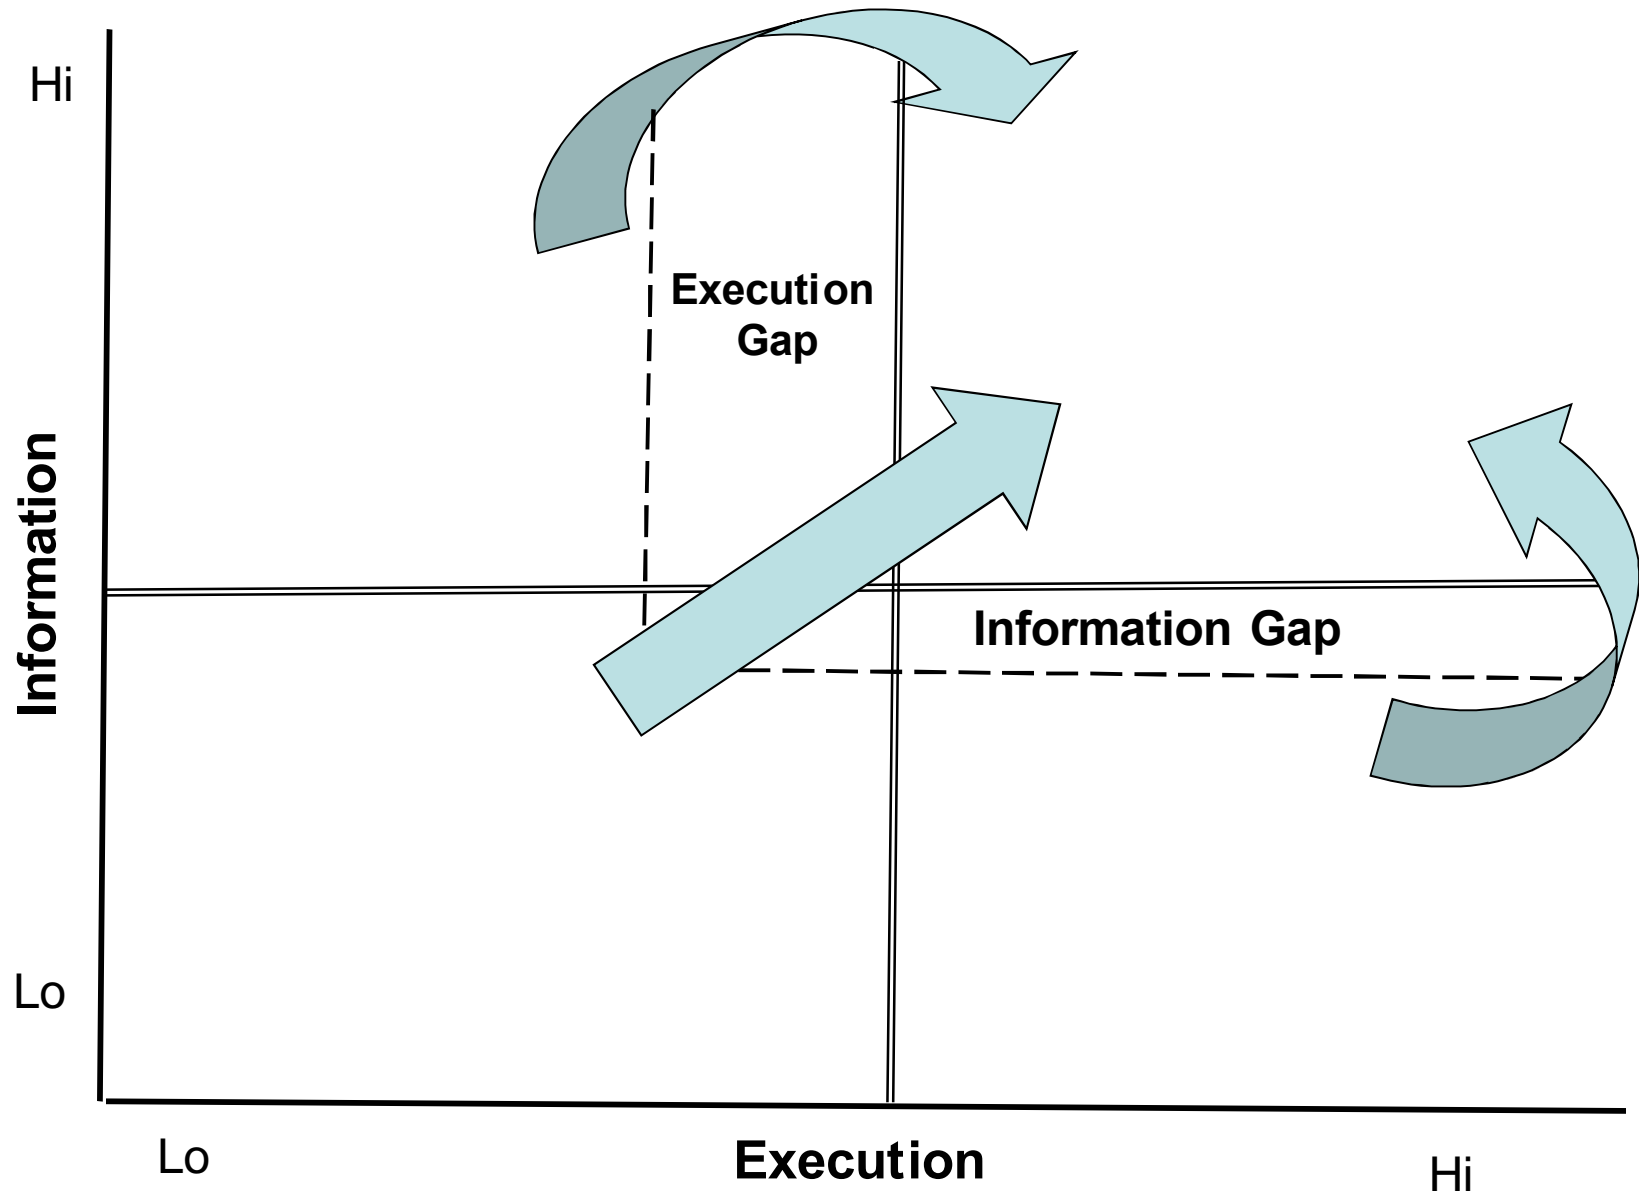 Hi
Execution
Gap
Information
Information Gap
Lo
Lo
Execution
Hi